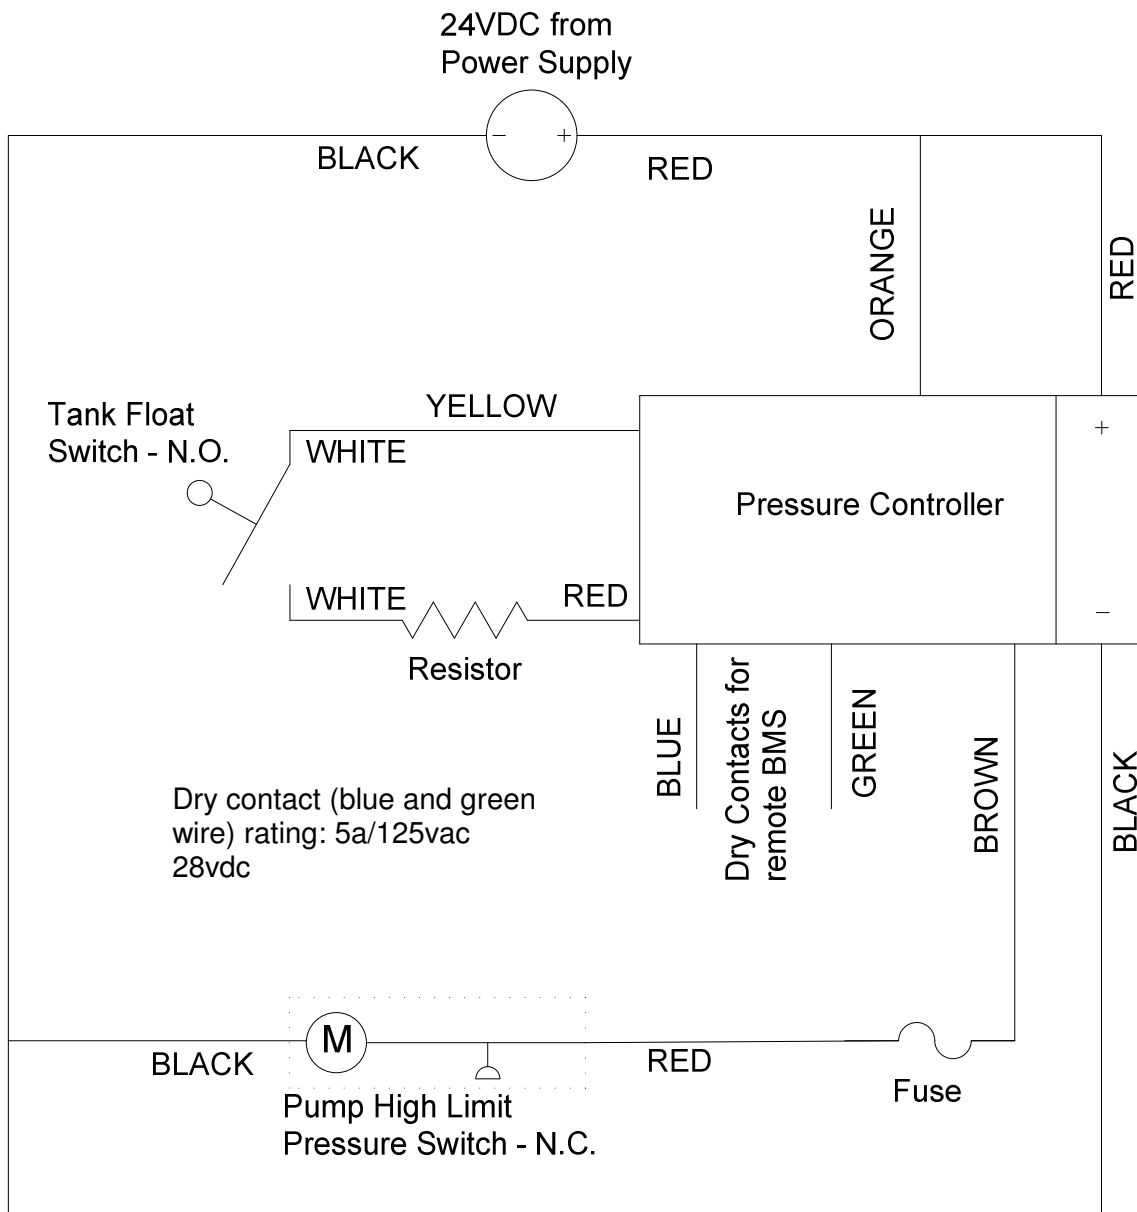 24VDC from
Power Supply
−
+
BLACK
RED
ORANGE
RED
Tank Float
Switch - N.O.
YELLOW
WHITE
+
Pressure Controller
WHITE
RED
−
Resistor
BLUE
Dry Contacts for
remote BMS
GREEN
BROWN
BLACK
Dry contact (blue and green
wire) rating: 5a/125vac
28vdc
M
BLACK
RED
Fuse
Pump High Limit
Pressure Switch - N.C.